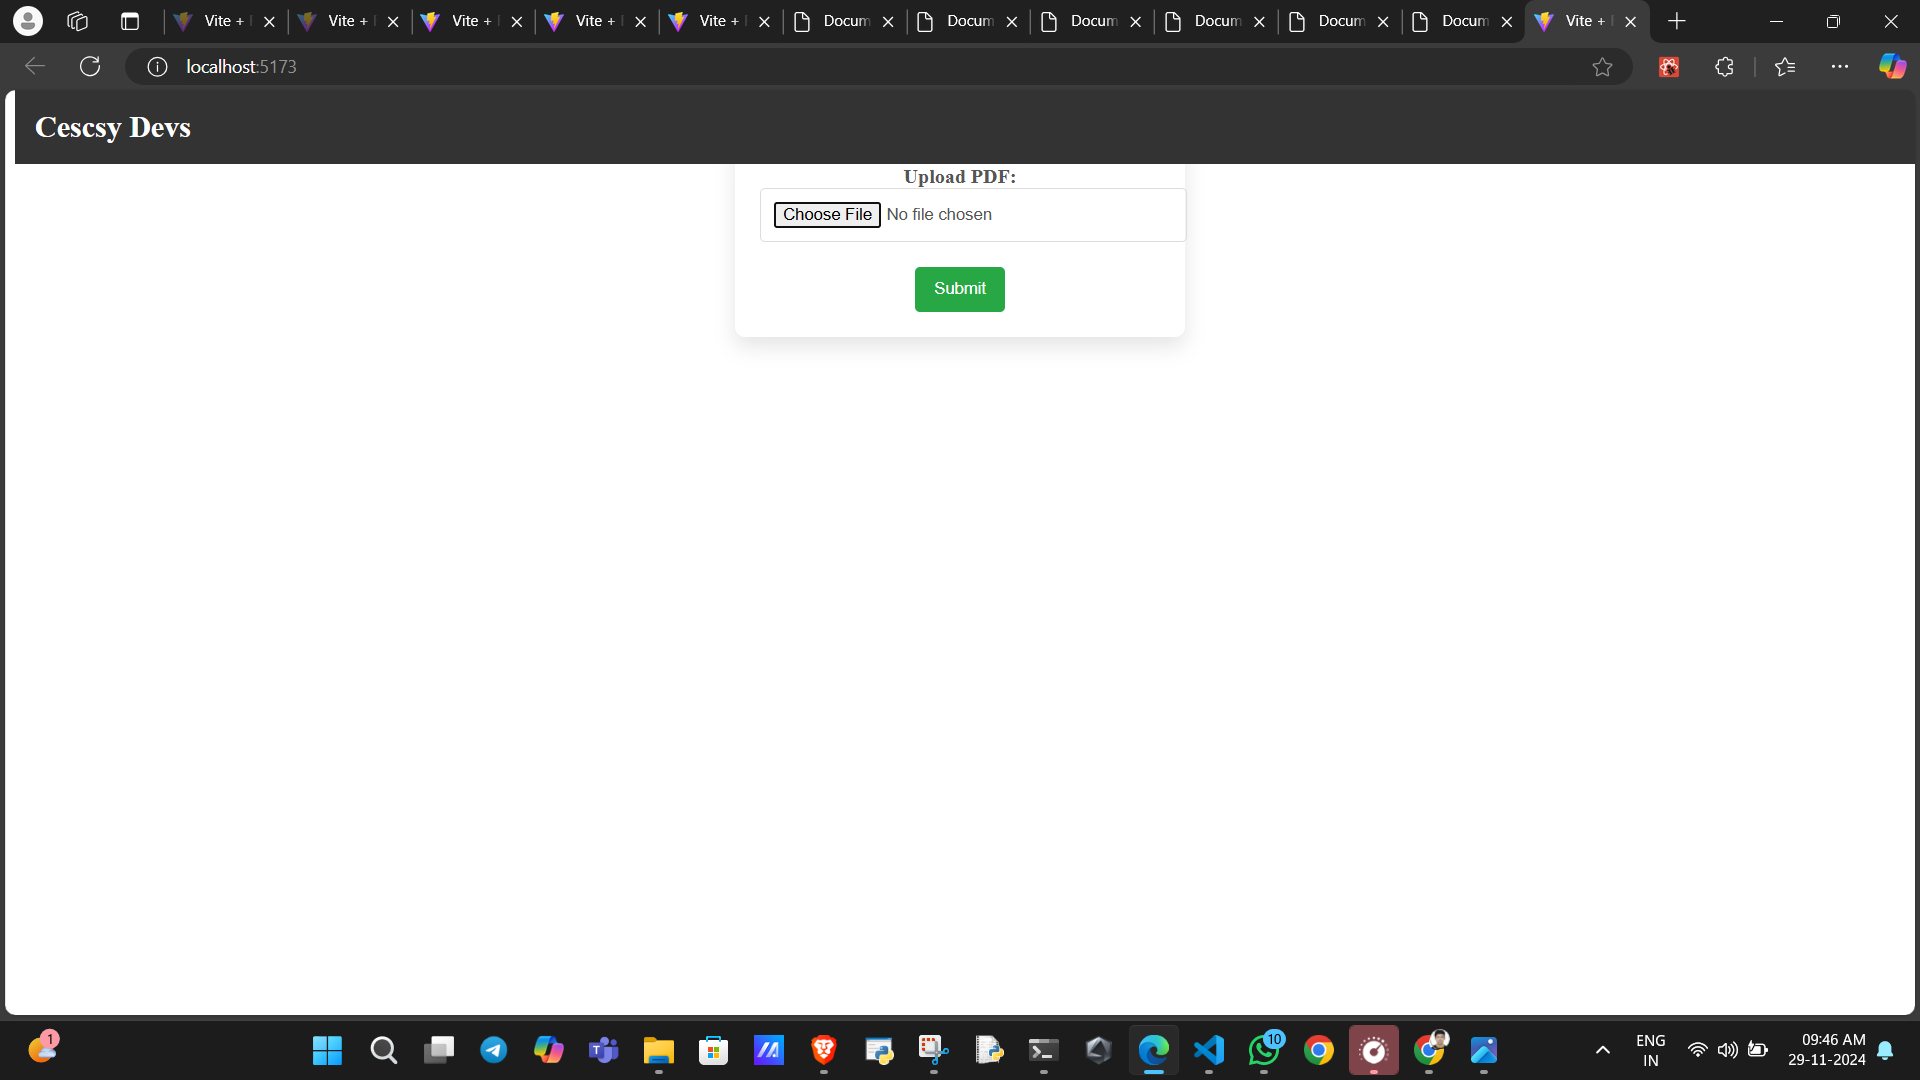 Vite + Vite + Vite + Vite + Vite + Docum Docum Docum Docum Docum Docum Vite +
localhost:5173
Cescsy Devs
Upload PDF:
Choose File No file chosen
Submit
1
10
ENG
IN
09:46 AM
29-11-2024